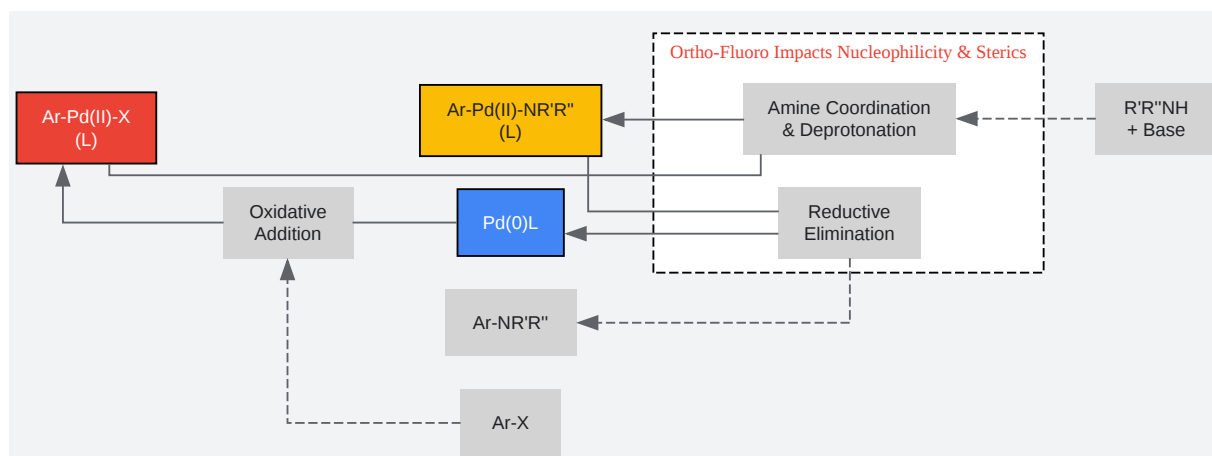 Ortho-Fluoro Impacts Nucleophilicity & Sterics
Ar-Pd(II)-X
(L)
Ar-Pd(II)-NR'R"
(L)
Amine Coordination
& Deprotonation
R'R"NH
+ Base
Oxidative
Addition
Pd(0)L
Reductive
Elimination
Ar-NR'R"
Ar-X